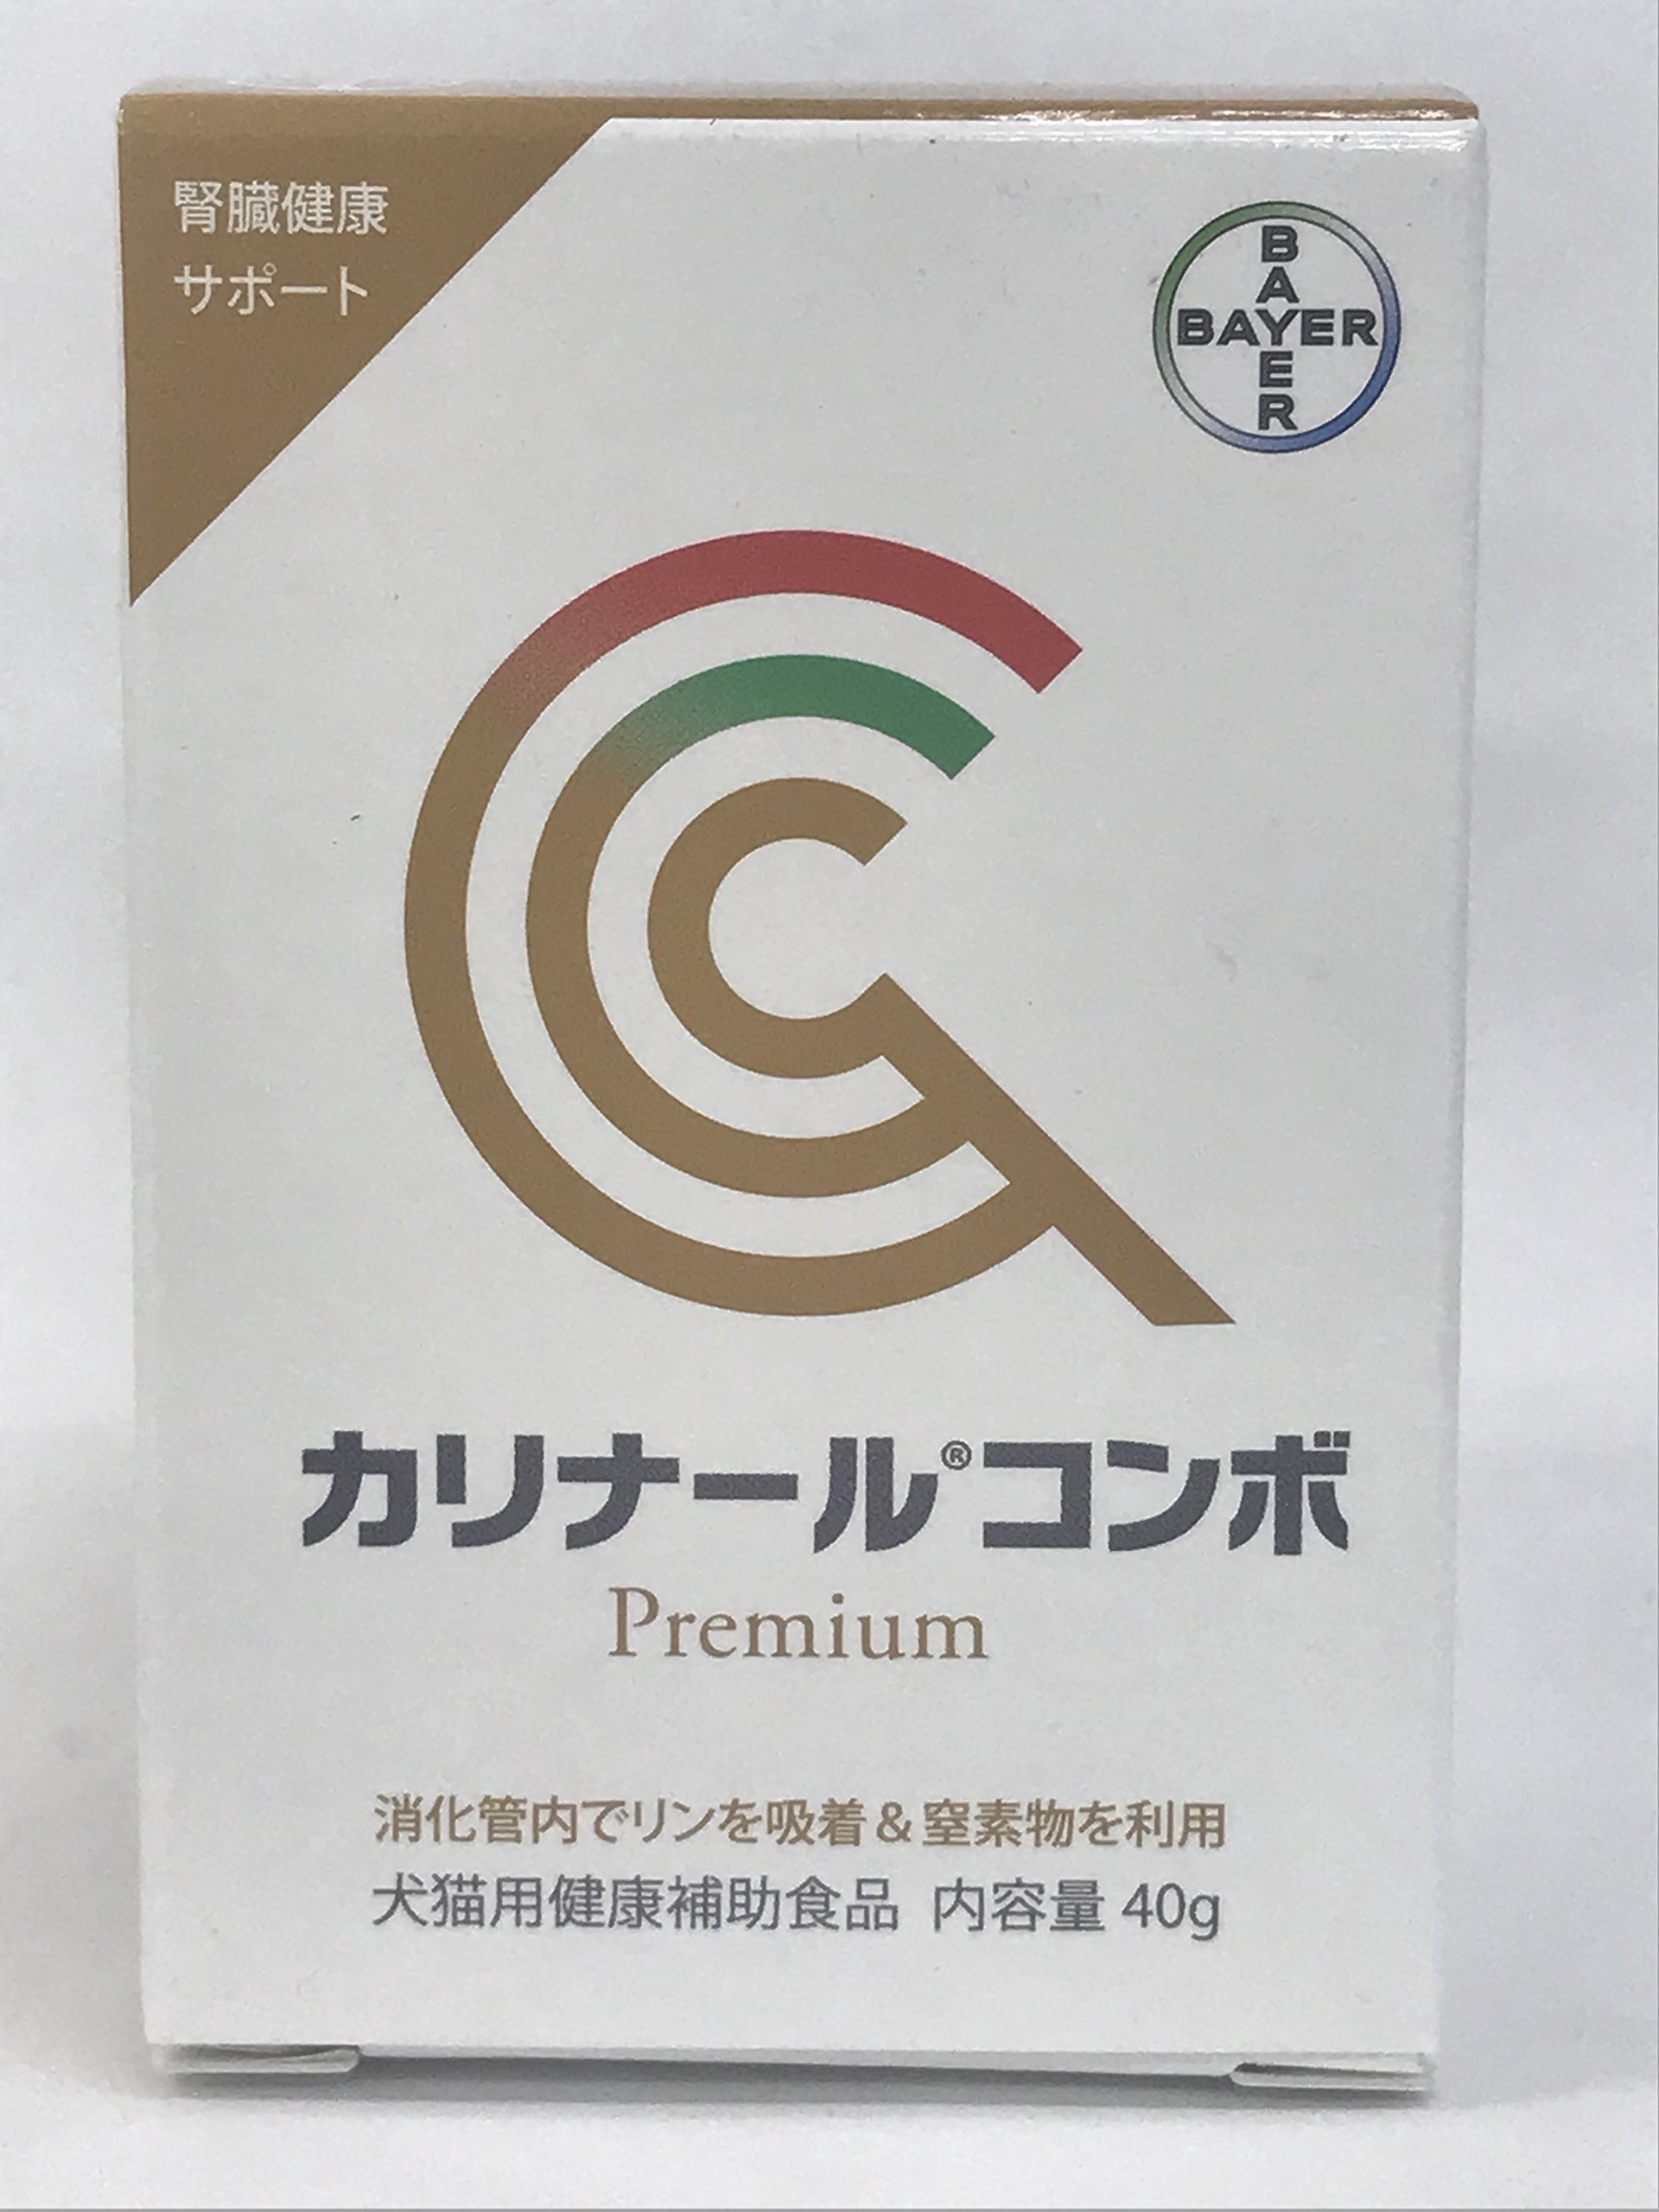 腎臓健康
サポート
BAYER
BAYER
カリナール®コンボ
Premium
消化管内でリンを吸着&窒素物を利用
犬猫用健康補助食品 内容量 40g